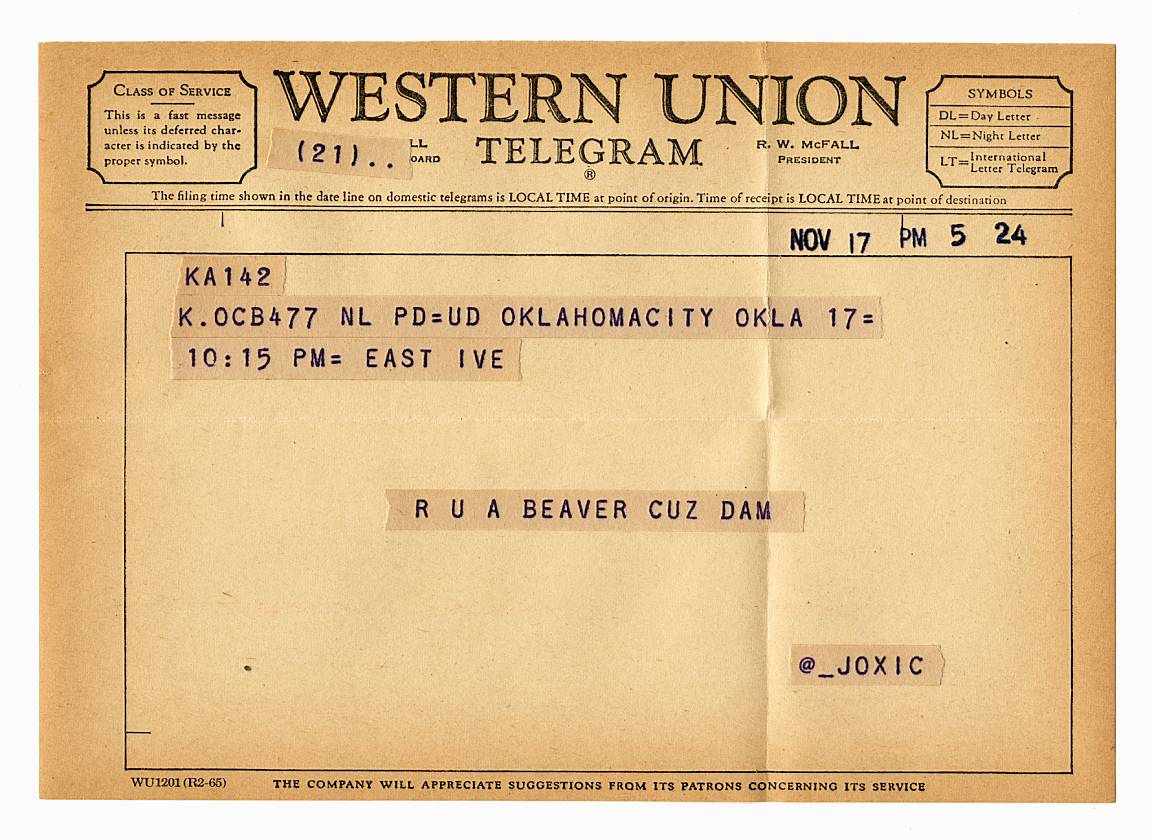 CLASS OF SERVICE
This is a fast message
unless its deferred char-
acter is indicated by the
proper symbol.
WESTERN UNION
TELEGRAM
®
(21)..
LL
OARD
R. W. McFALL
PRESIDENT
SYMBOLS
DL=Day Letter
NL=Night Letter
LT=International Letter Telegram
The filing time shown in the date line on domestic telegrams is LOCAL TIME at point of origin. Time of receipt is LOCAL TIME at point of destination
NOV 17 PM 5 24
KA142
K.OCB477 NL PD=UD OKLAHOMACITY OKLA 17=
10:15 PM= EAST IVE
R U A BEAVER CUZ DAM
@_JOXIC
WU1201 (R2-65)
THE COMPANY WILL APPRECIATE SUGGESTIONS FROM ITS PATRONS CONCERNING ITS SERVICE